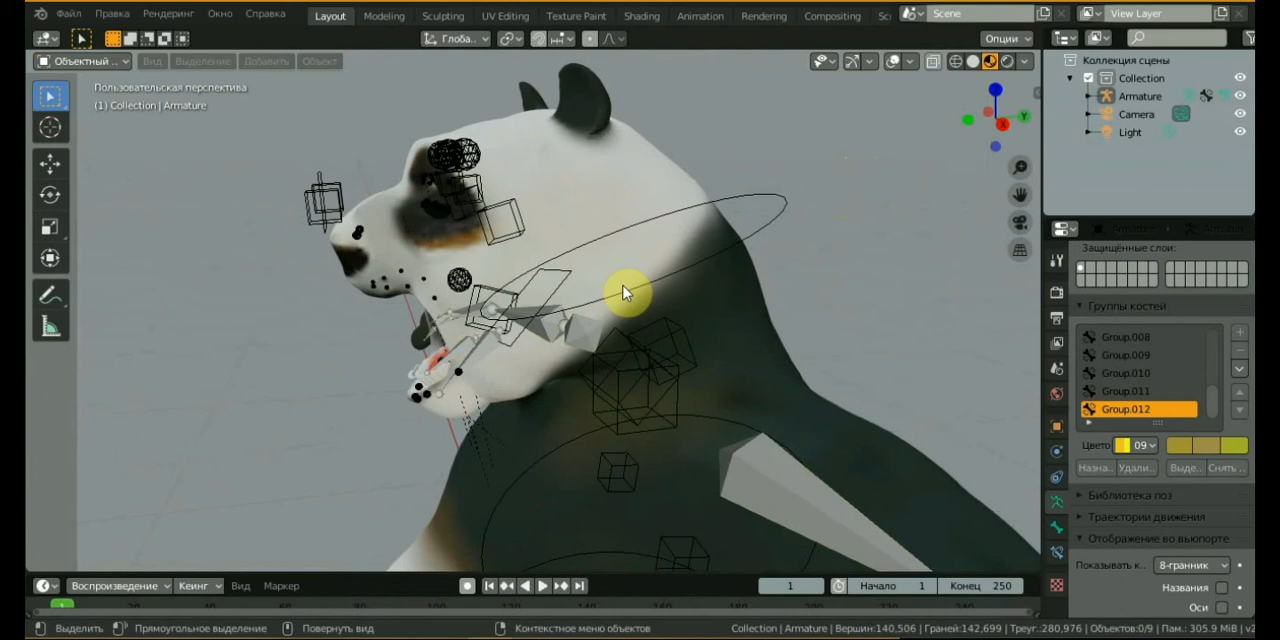 Файл Правка Рендеринг Окно Справка Layout Modeling Sculpting UV Editing Texture Paint Shading Animation Rendering Compositing Sc Scene View Layer
Глоба.. Опции
Объектный .. Вид Выделение Добавить Объект
Пользовательская перспектива
(1) Collection | Armature
Z
Y
X
Коллекция сцены
Collection
Armature
Camera
Light
Защищённые слои:
Группы костей
Group.008
Group.009
Group.010
Group.011
Group.012
Цвето 09
Назна.. Удали.. Выде.. Снять ..
Библиотека поз
Траектории движения
Отображение во вьюпорте
Показывать к.. 8-гранник
Названия
Оси
Воспроизведение Кеинг Вид Маркер 1 Начало 1 Конец 250
1
Выделить Прямоугольное выделение Повернуть вид Контекстное меню объектов Collection | Armature | Вершин:140,506 | Граней:142,699 | Треуг.:280,976 | Объектов:0/9 | Пам.: 305.9 MiB | v2